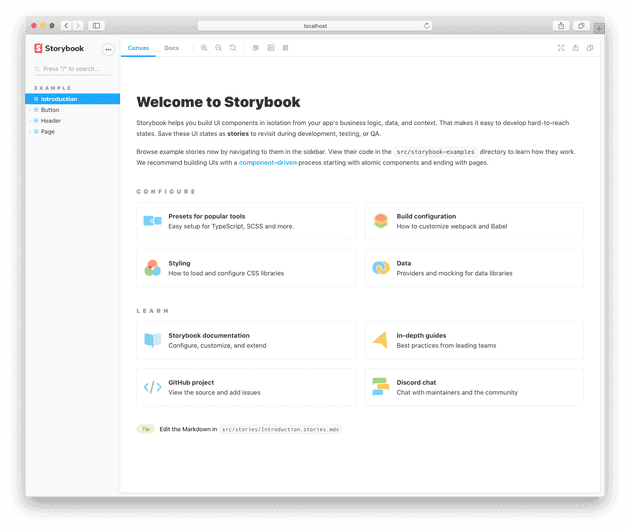 localhost
Storybook
Canvas
Docs
Press "/" to search...
EXAMPLE
Introduction
Button
Header
Page
Welcome to Storybook
Storybook helps you build UI components in isolation from your app's business logic, data, and context. That makes it easy to develop hard-to-reach
states. Save these UI states as stories to revisit during development, testing, or QA.
Browse example stories now by navigating to them in the sidebar. View their code in the src/storybook-examples directory to learn how they work.
We recommend building UIs with a component-driven process starting with atomic components and ending with pages.
CONFIGURE
Presets for popular tools
Easy setup for TypeScript, SCSS and more.
Build configuration
How to customize webpack and Babel
Styling
How to load and configure CSS libraries
Data
Providers and mocking for data libraries
LEARN
Storybook documentation
Configure, customize, and extend
In-depth guides
Best practices from leading teams
GitHub project
View the source and add issues
Discord chat
Chat with maintainers and the community
Tip Edit the Markdown in src/stories/Introduction.stories.mdx